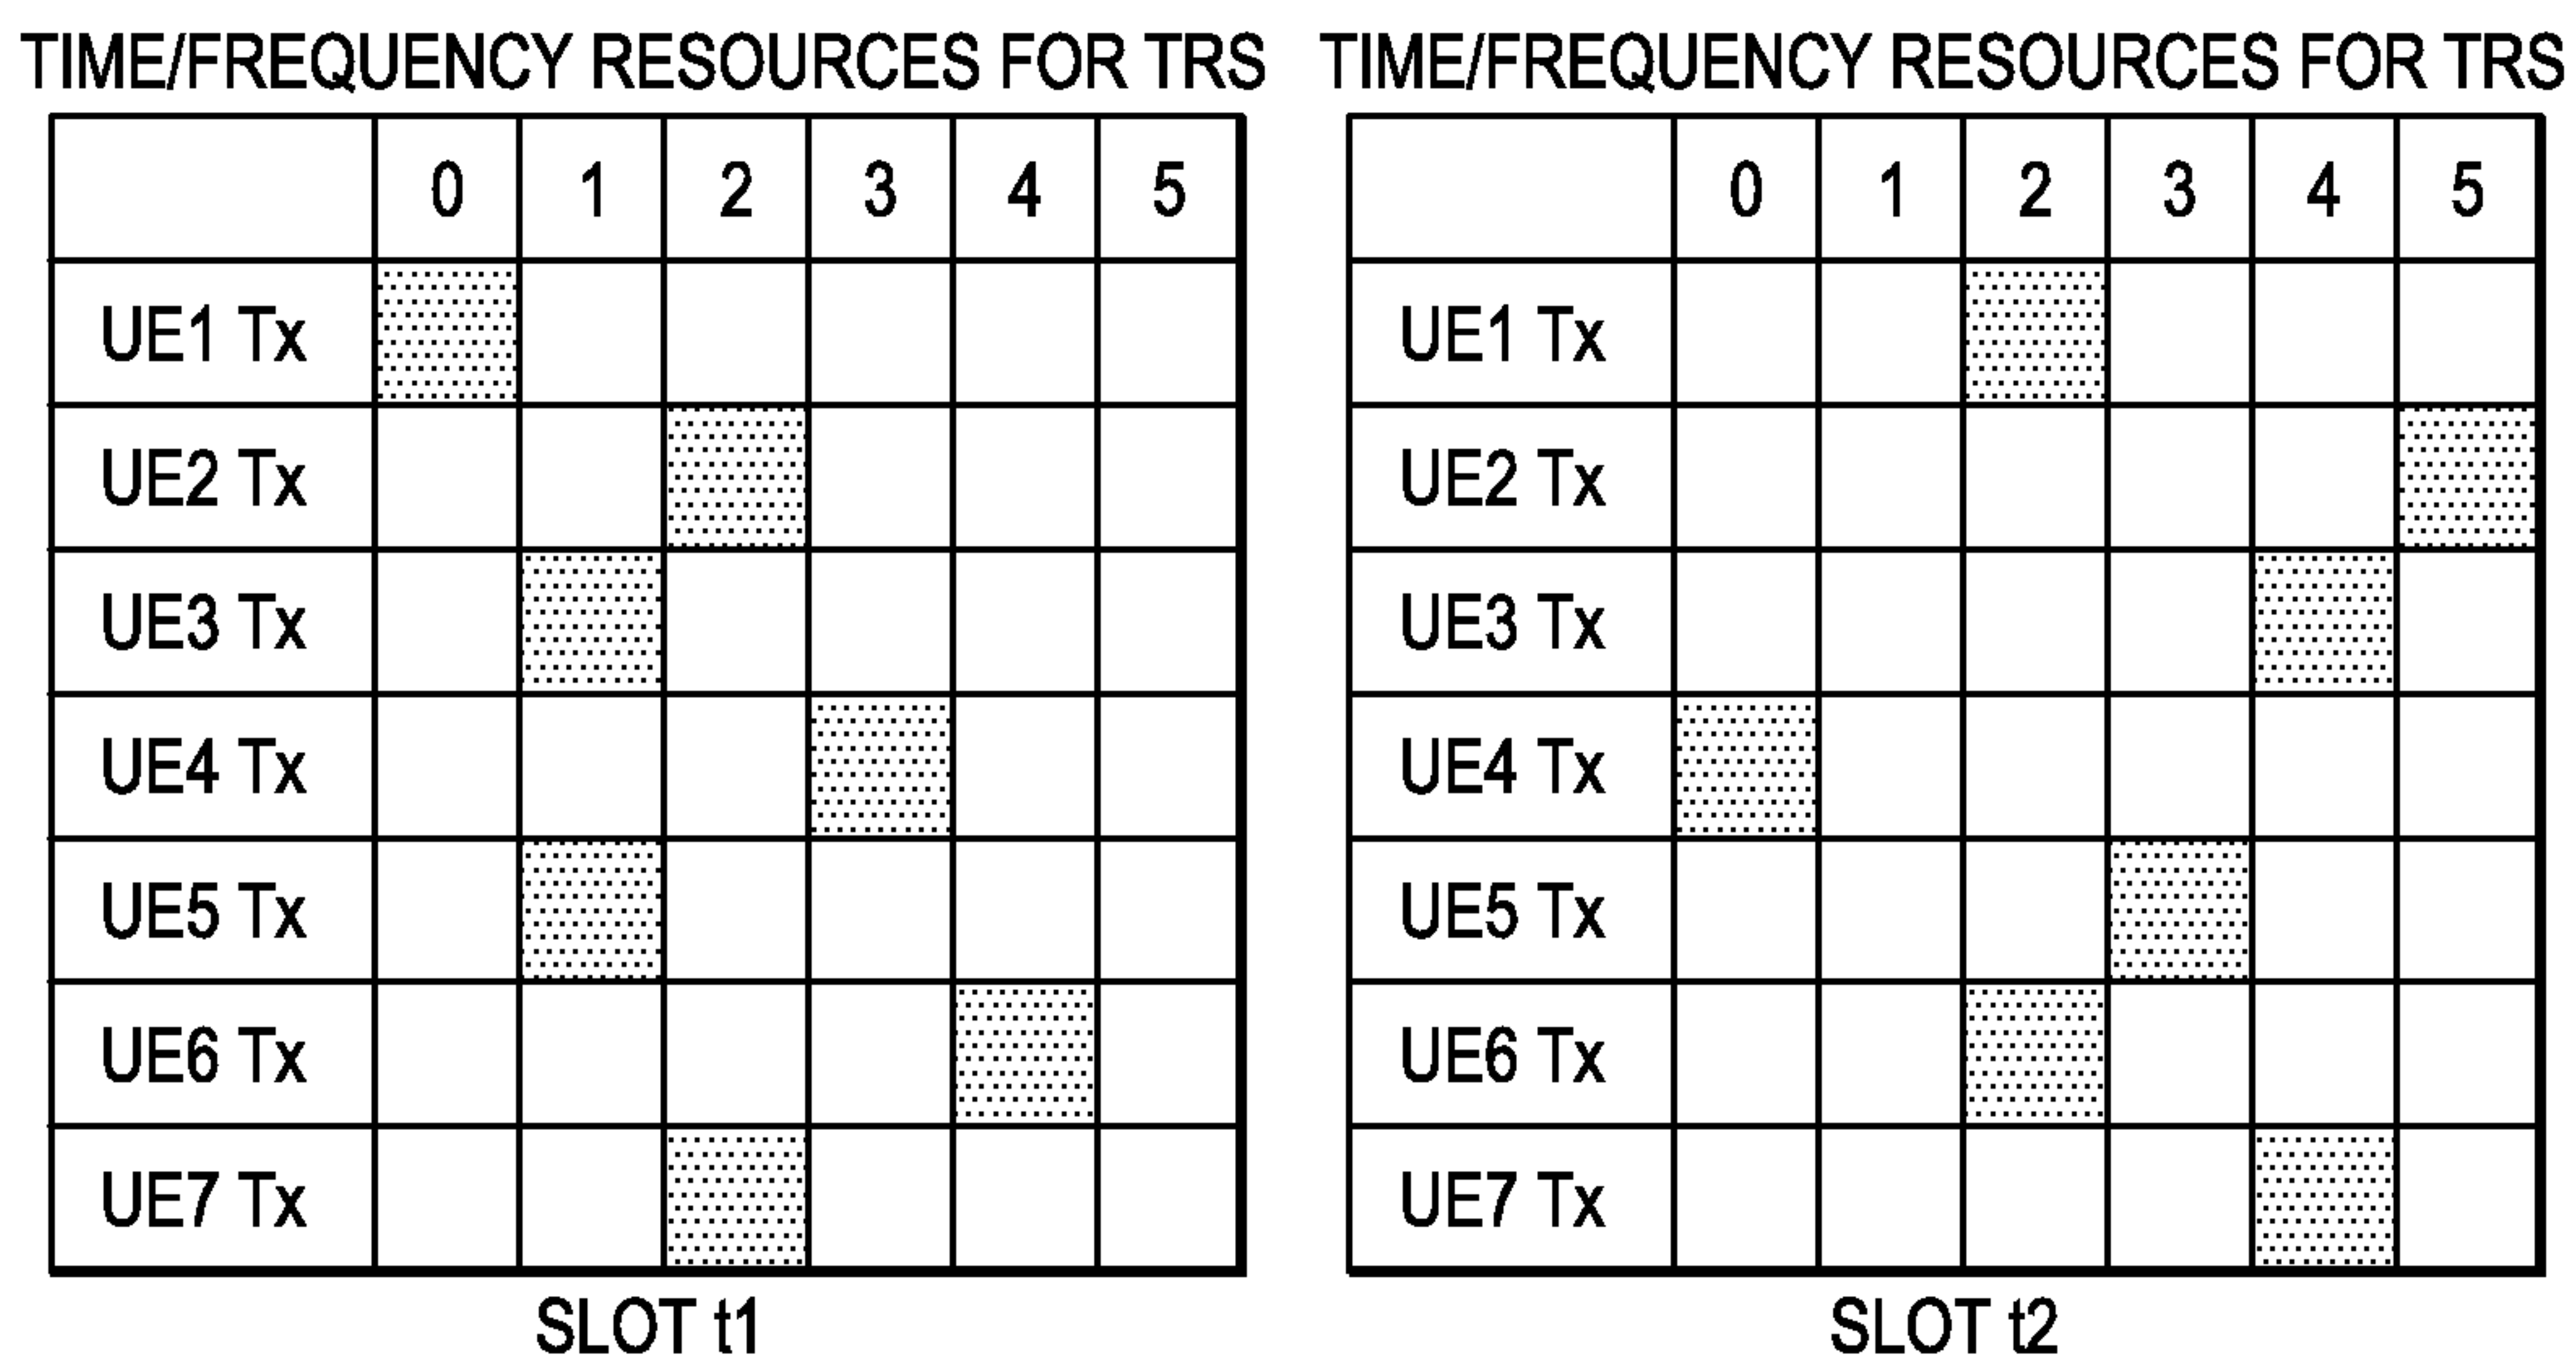 TIME/FREQUENCY RESOURCES FOR TRS
0 1 2 3 4 5
UE1 Tx
UE2 Tx
UE3 Tx
UE4 Tx
UE5 Tx
UE6 Tx
UE7 Tx
SLOT t1
TIME/FREQUENCY RESOURCES FOR TRS
0 1 2 3 4 5
UE1 Tx
UE2 Tx
UE3 Tx
UE4 Tx
UE5 Tx
UE6 Tx
UE7 Tx
SLOT t2